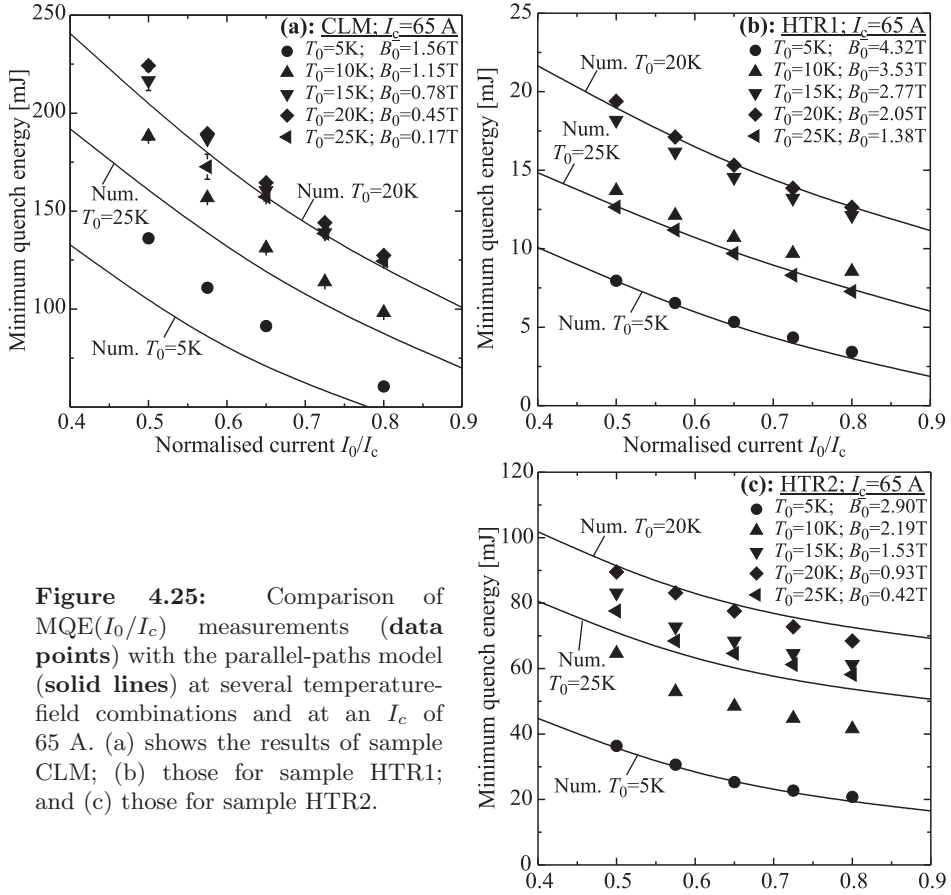 (a): CLM; Ic=65 A
T0=5K; B0=1.56T
T0=10K; B0=1.15T
T0=15K; B0=0.78T
T0=20K; B0=0.45T
T0=25K; B0=0.17T
Num.
T0=25K
Num. T0=20K
Num. T0=5K
250
200
150
100
Minimum quench energy [mJ]
0.4 0.5 0.6 0.7 0.8 0.9
Normalised current I0/Ic
(b): HTR1; Ic=65 A
T0=5K; B0=4.32T
T0=10K; B0=3.53T
T0=15K; B0=2.77T
T0=20K; B0=2.05T
T0=25K; B0=1.38T
Num. T0=20K
Num.
T0=25K
Num. T0=5K
25
20
15
10
5
0
Minimum quench energy [mJ]
0.4 0.5 0.6 0.7 0.8 0.9
Normalised current I0/Ic
(c): HTR2; Ic=65 A
T0=5K; B0=2.90T
T0=10K; B0=2.19T
T0=15K; B0=1.53T
T0=20K; B0=0.93T
T0=25K; B0=0.42T
Num. T0=20K
Num.
T0=25K
Num. T0=5K
120
100
80
60
40
20
0
Minimum quench energy [mJ]
0.4 0.5 0.6 0.7 0.8 0.9
Figure 4.25: Comparison of
MQE(I0/Ic) measurements (data
points) with the parallel-paths model
(solid lines) at several temperature-
field combinations and at an Ic of
65 A. (a) shows the results of sample
CLM; (b) those for sample HTR1;
and (c) those for sample HTR2.